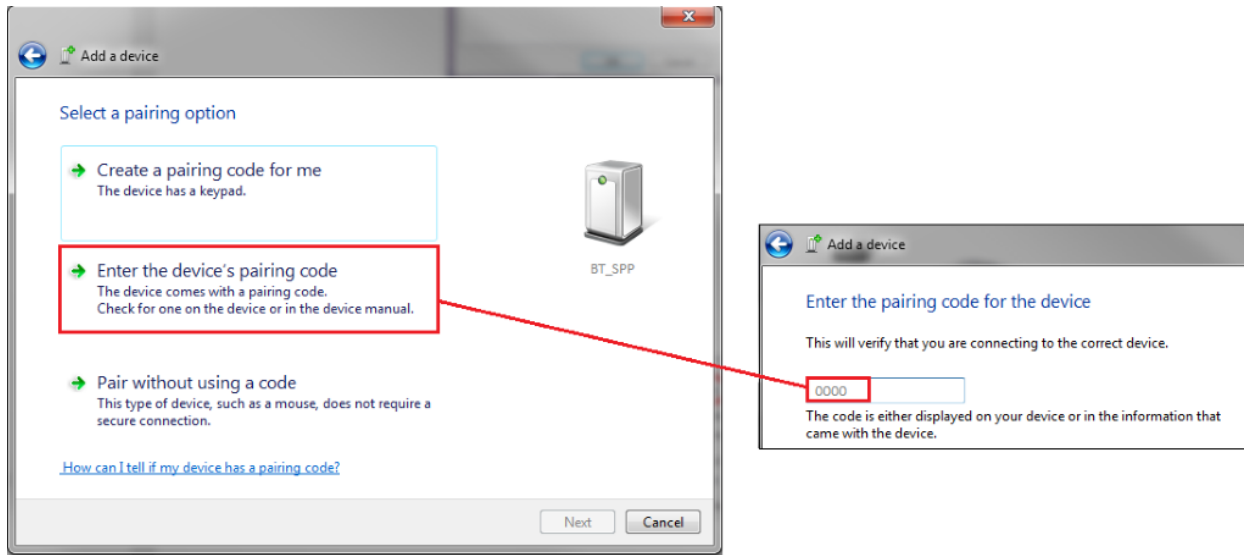 Add a device
Select a pairing option
Create a pairing code for me
The device has a keypad.
Enter the device's pairing code
The device comes with a pairing code.
Check for one on the device or in the device manual.
BT_SPP
Pair without using a code
This type of device, such as a mouse, does not require a
secure connection.
How can I tell if my device has a pairing code?
Next
Cancel
Add a device
Enter the pairing code for the device
This will verify that you are connecting to the correct device.
0000
The code is either displayed on your device or in the information that
came with the device.